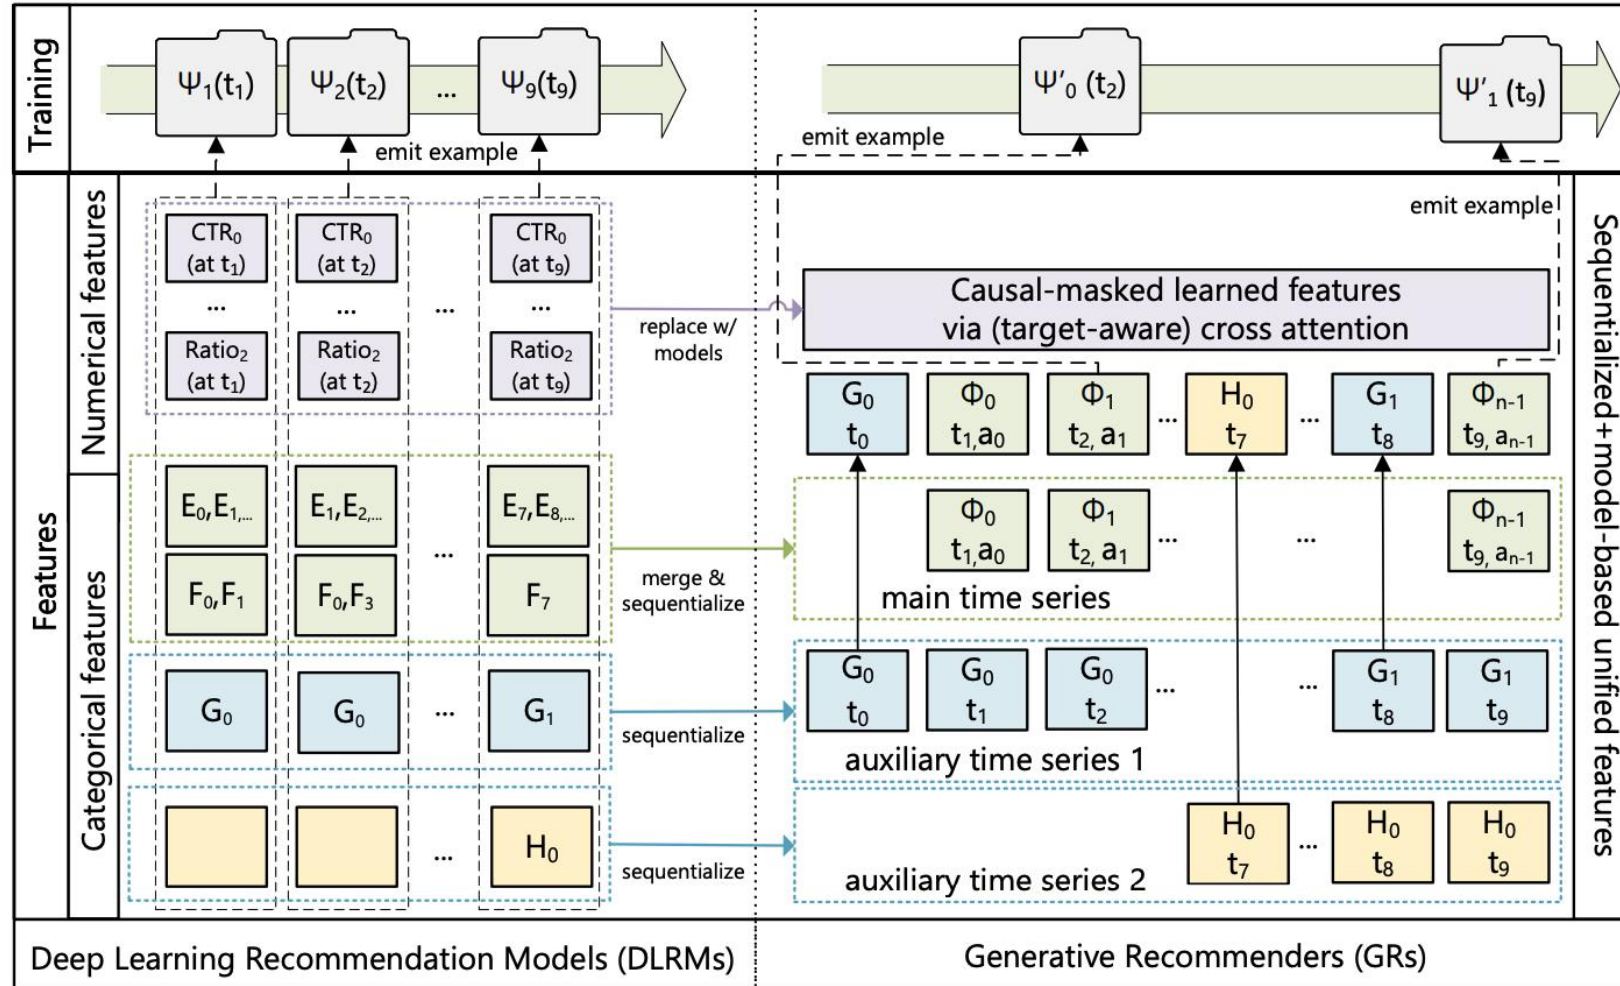 Training
Ψ₁(t₁)
Ψ₂(t₂)
...
Ψ₉(t₉)
emit example
Ψ′₀ (t₂)
Ψ′₁ (t₉)
emit example
emit example
Features
Numerical features
Categorical features
CTR₀
(at t₁)
...
Ratio₂
(at t₁)
CTR₀
(at t₂)
...
Ratio₂
(at t₂)
...
CTR₀
(at t₉)
...
Ratio₂
(at t₉)
replace w/
models
E₀,E₁,...
F₀,F₁
E₁,E₂,...
F₀,F₃
...
E₇,E₈,...
F₇
merge &
sequentialize
G₀
G₀
...
G₁
sequentialize
...
H₀
sequentialize
Causal-masked learned features
via (target-aware) cross attention
G₀
t₀
Φ₀
t₁,a₀
Φ₁
t₂, a₁
...
H₀
t₇
...
G₁
t₈
Φₙ₋₁
t₉, aₙ₋₁
Φ₀
t₁,a₀
Φ₁
t₂, a₁
...
...
Φₙ₋₁
t₉, aₙ₋₁
main time series
G₀
t₀
G₀
t₁
G₀
t₂
...
...
G₁
t₈
G₁
t₉
auxiliary time series 1
H₀
t₇
...
H₀
t₈
H₀
t₉
auxiliary time series 2
Sequentialized+model-based unified features
Deep Learning Recommendation Models (DLRMs)
Generative Recommenders (GRs)